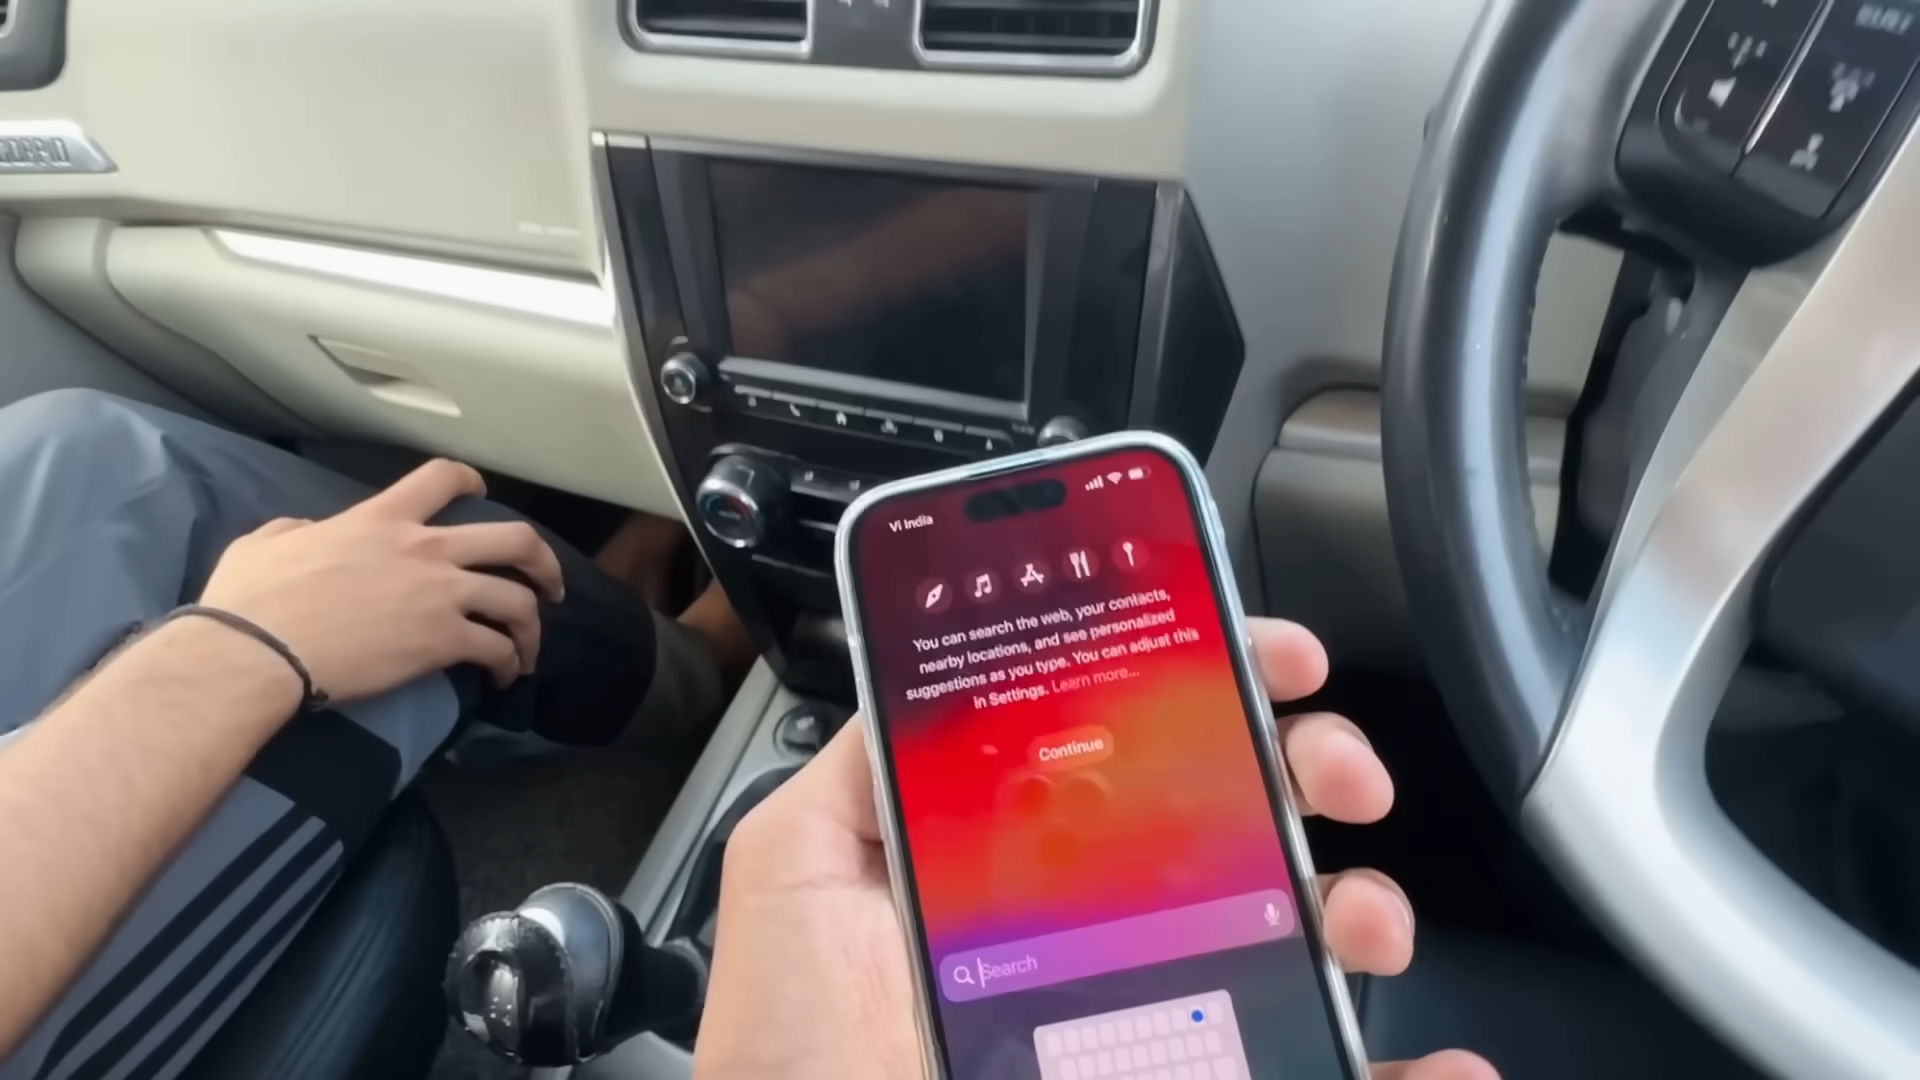 Vi India
You can search the web, your contacts,
nearby locations, and see personalized
suggestions as you type. You can adjust this
in Settings. Learn more...
Continue
Search